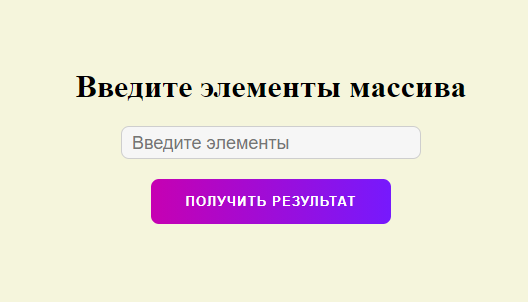 Введите элементы массива
Введите элементы
ПОЛУЧИТЬ РЕЗУЛЬТАТ